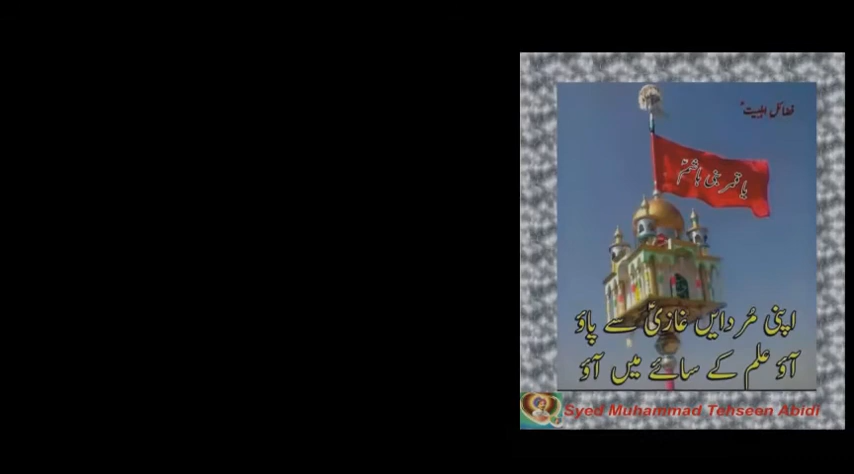 فضائل اہلبیتؑ
یا قمر بنی ہاشمؑ
اپنی مُردایں غازیؑ سے پاؤ
آؤ علم کے سائے میں آؤ
Syed Muhammad Tehseen Abidi